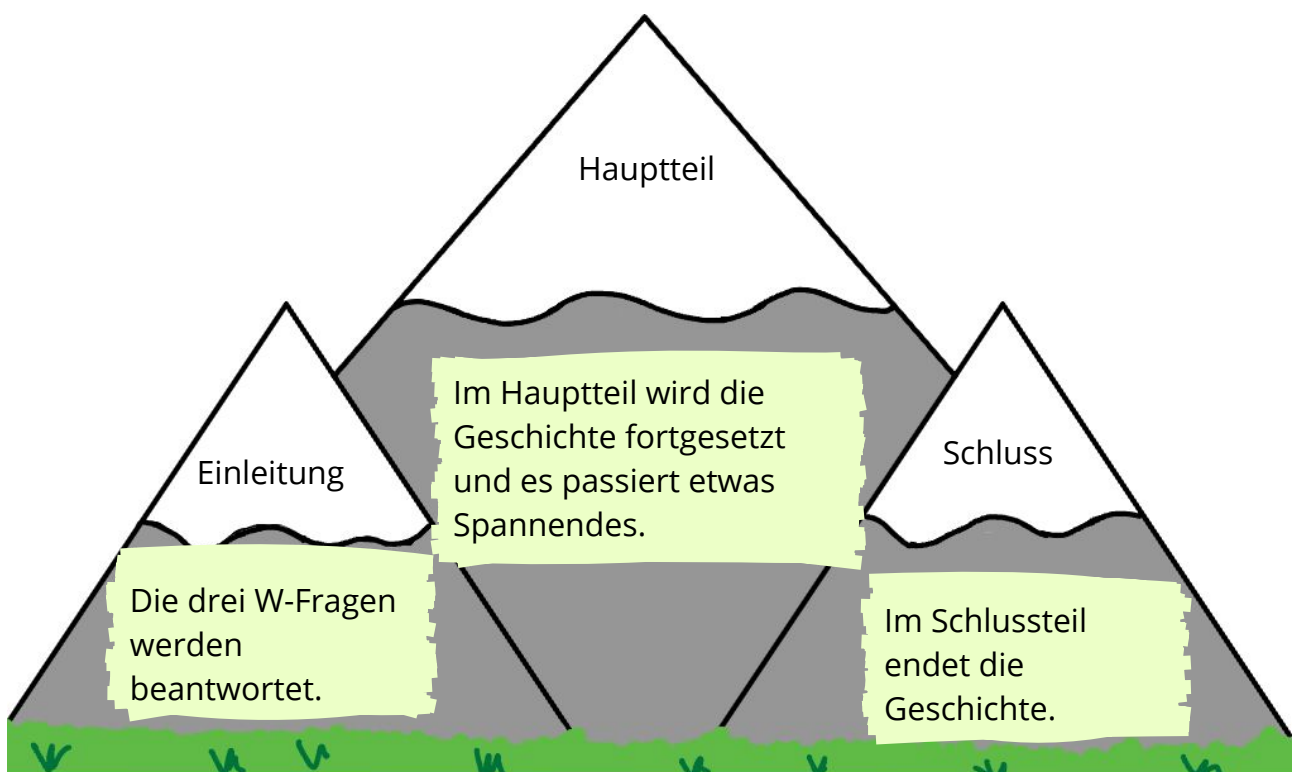 Hauptteil
Einleitung
Schluss
Im Hauptteil wird die
Geschichte fortgesetzt
und es passiert etwas
Spannendes.
Die drei W-Fragen
werden
beantwortet.
Im Schlussteil
endet die
Geschichte.